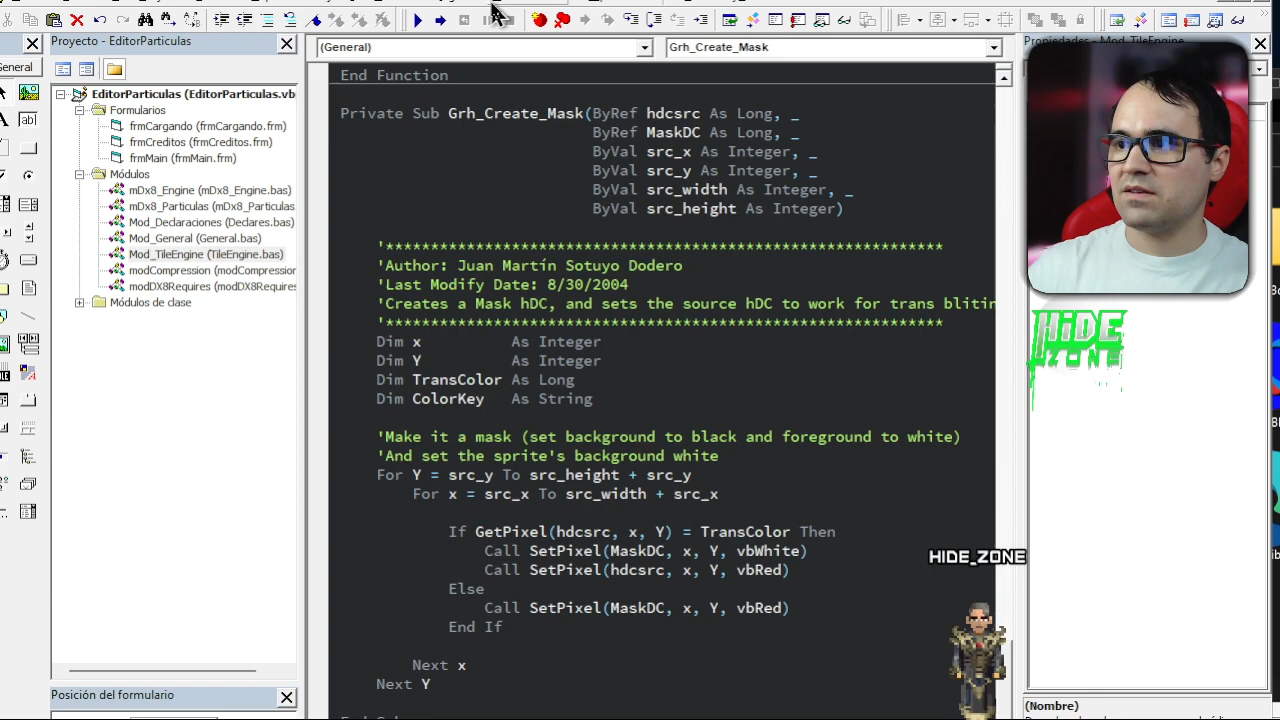 Proyecto - EditorParticulas
(General)
Grh_Create_Mask
Propiedades - Mod_TileEngine
General
EditorParticulas (EditorParticulas.vb
Formularios
frmCargando (frmCargando.frm)
frmCreditos (frmCreditos.frm)
frmMain (frmMain.frm)
Módulos
mDx8_Engine (mDx8_Engine.bas)
mDx8_Particulas (mDx8_Particulas
Mod_Declaraciones (Declares.bas)
Mod_General (General.bas)
Mod_TileEngine (TileEngine.bas)
modCompression (modCompression
modDX8Requires (modDX8Requires
Módulos de clase
Posición del formulario
End Function
Private Sub Grh_Create_Mask(ByRef hdcsrc As Long, _
ByRef MaskDC As Long, _
ByVal src_x As Integer, _
ByVal src_y As Integer, _
ByVal src_width As Integer, _
ByVal src_height As Integer)
'**************************************************************
'Author: Juan Martín Sotuyo Dodero
'Last Modify Date: 8/30/2004
'Creates a Mask hDC, and sets the source hDC to work for trans blitin
'**************************************************************
Dim x As Integer
Dim Y As Integer
Dim TransColor As Long
Dim ColorKey As String
'Make it a mask (set background to black and foreground to white)
'And set the sprite's background white
For Y = src_y To src_height + src_y
For x = src_x To src_width + src_x
If GetPixel(hdcsrc, x, Y) = TransColor Then
Call SetPixel(MaskDC, x, Y, vbWhite)
Call SetPixel(hdcsrc, x, Y, vbRed)
Else
Call SetPixel(MaskDC, x, Y, vbRed)
End If
Next x
Next Y
HiDE
ZONE
HIDE_ZONE
(Nombre)